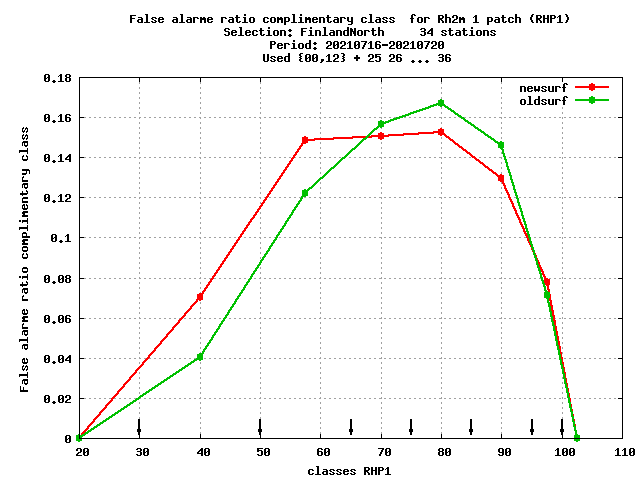 False alarme ratio complimentary class  for Rh2m 1 patch (RHP1)
Selection: FinlandNorth     34 stations
Period: 20210716-20210720
Used {00,12} + 25 26 ... 36
newsurf
oldsurf
False alarme ratio complimentary class
0.18
0.16
0.14
0.12
0.1
0.08
0.06
0.04
0.02
0
20 30 40 50 60 70 80 90 100 110
classes RHP1